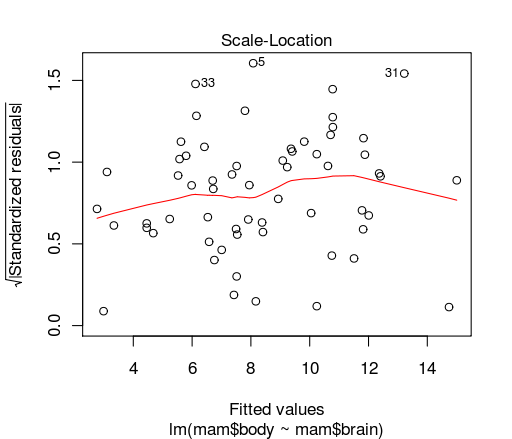 Scale-Location
√|Standardized residuals|
1.5
1.0
0.5
0.0
5
31
33
4 6 8 10 12 14
Fitted values
lm(mam$body ~ mam$brain)